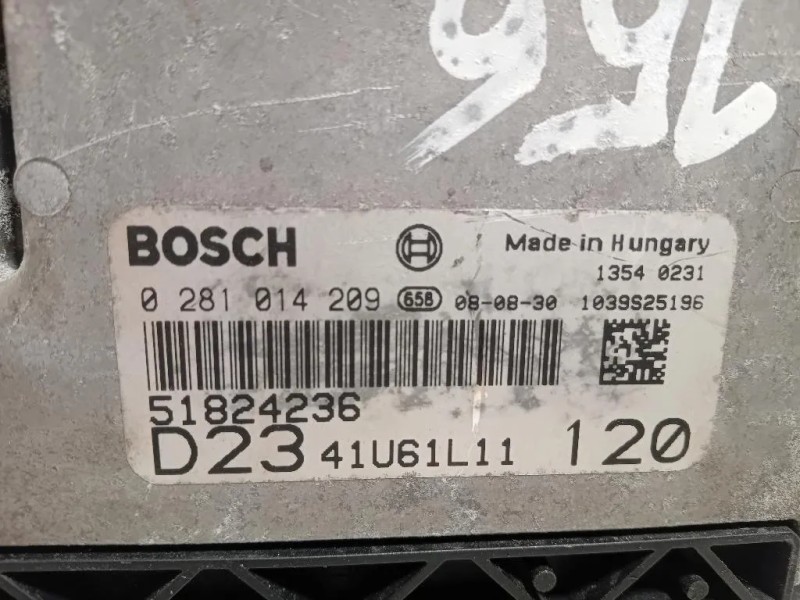 156
BOSCH Made in Hungary
1354 0231
0 281 014 209 658 08-08-30 1039S25196
51824236
D23 41U61L11 120